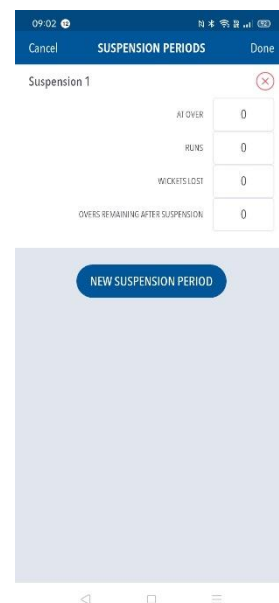 09:02 12
Cancel SUSPENSION PERIODS Done
Suspension 1
AT OVER 0
RUNS 0
WICKETS LOST 0
OVERS REMAINING AFTER SUSPENSION 0
NEW SUSPENSION PERIOD